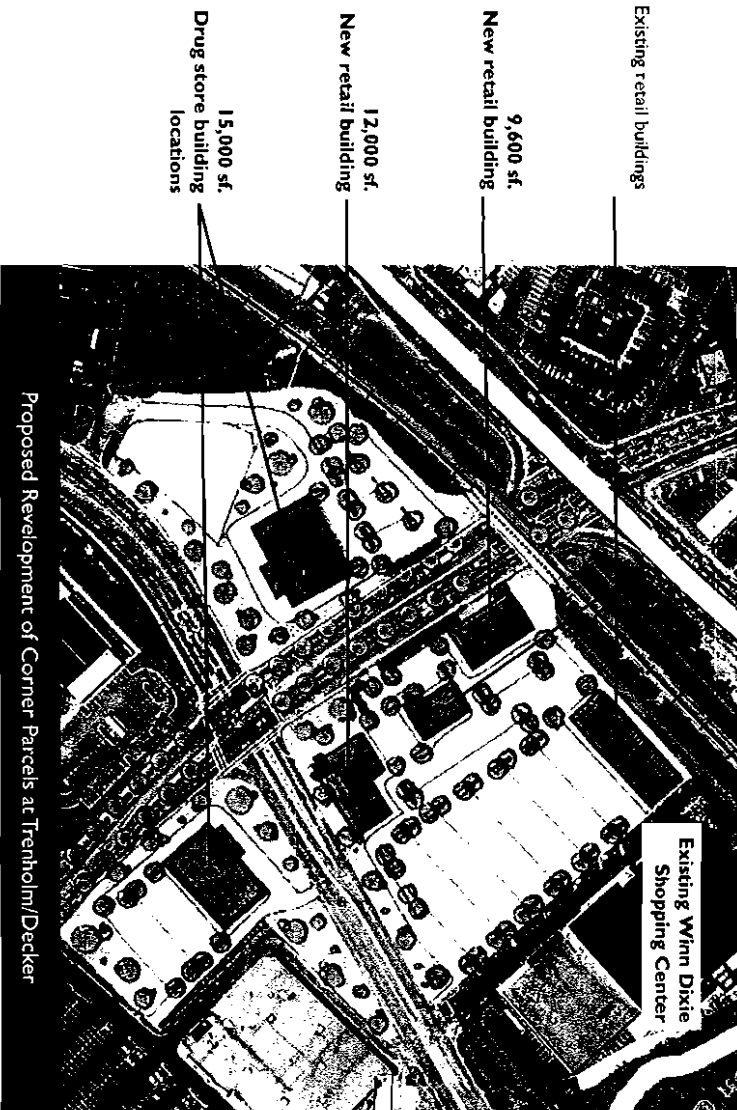 Existing retail buildings
9,600 sf.
New retail building
12,000 sf.
New retail building
15,000 sf.
Drug store building
locations
Existing Winn Dixie
Shopping Center
Proposed Revelopment of Corner Parcels at Trenholm/Decker